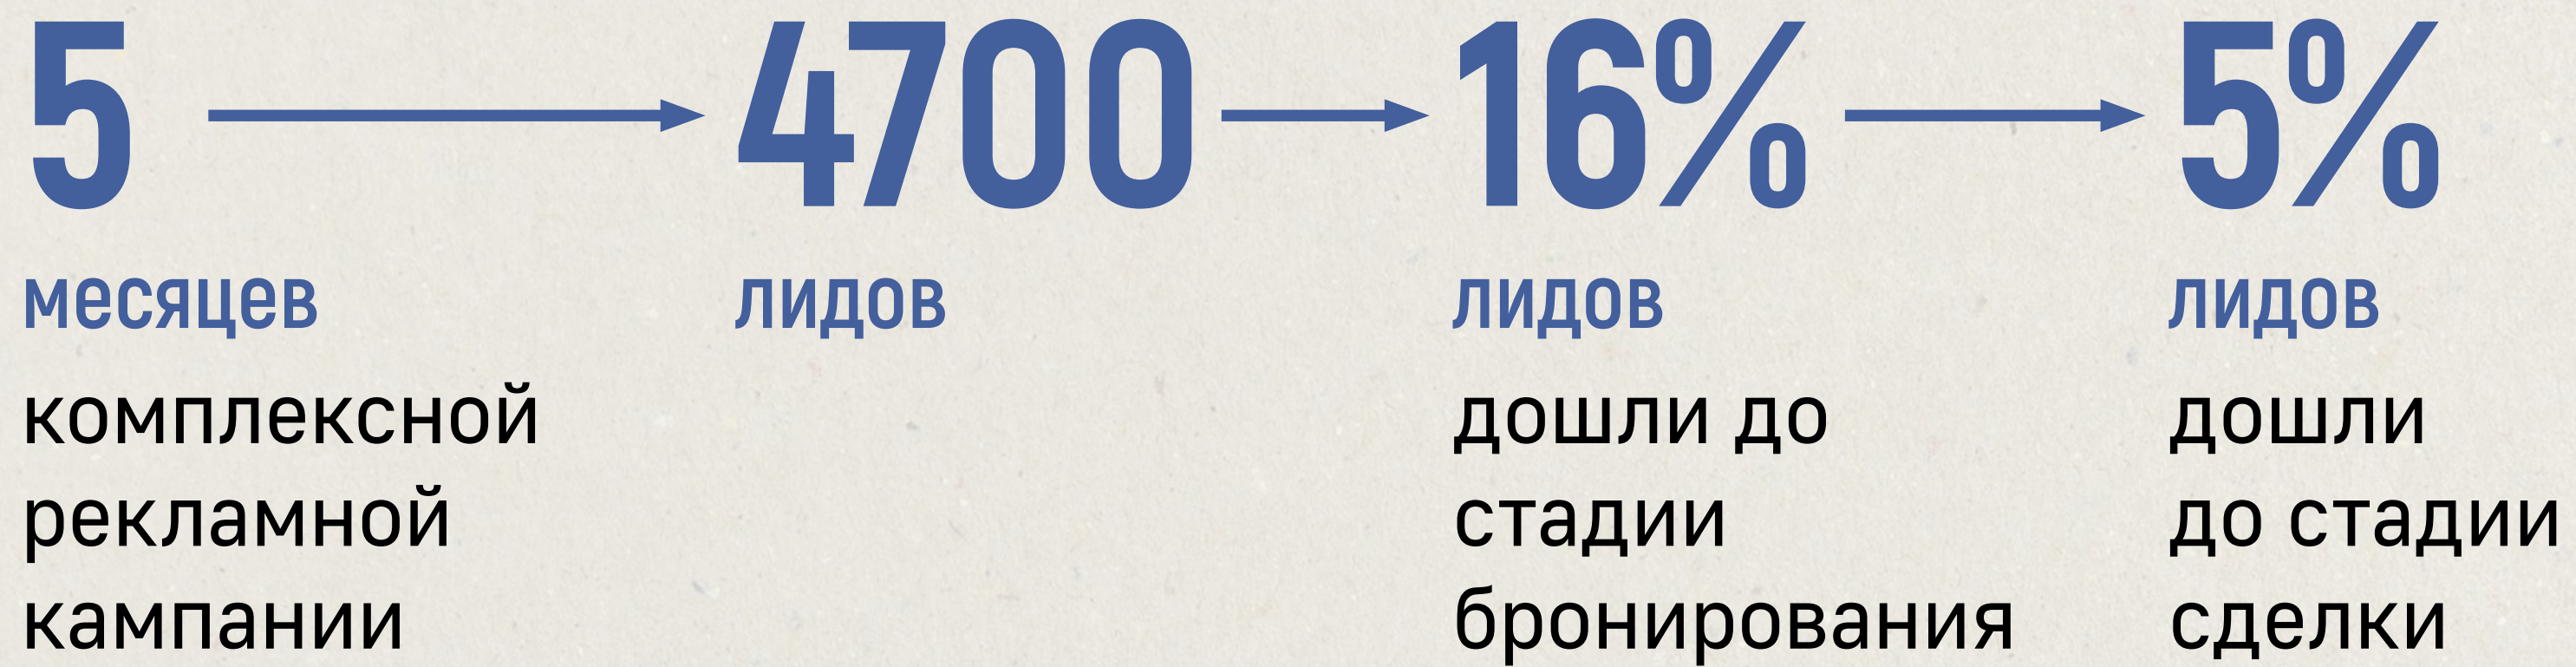 5
месяцев
комплексной
рекламной
кампании
4700
лидов
16%
лидов
дошли до
стадии
бронирования
5%
лидов
дошли
до стадии
сделки